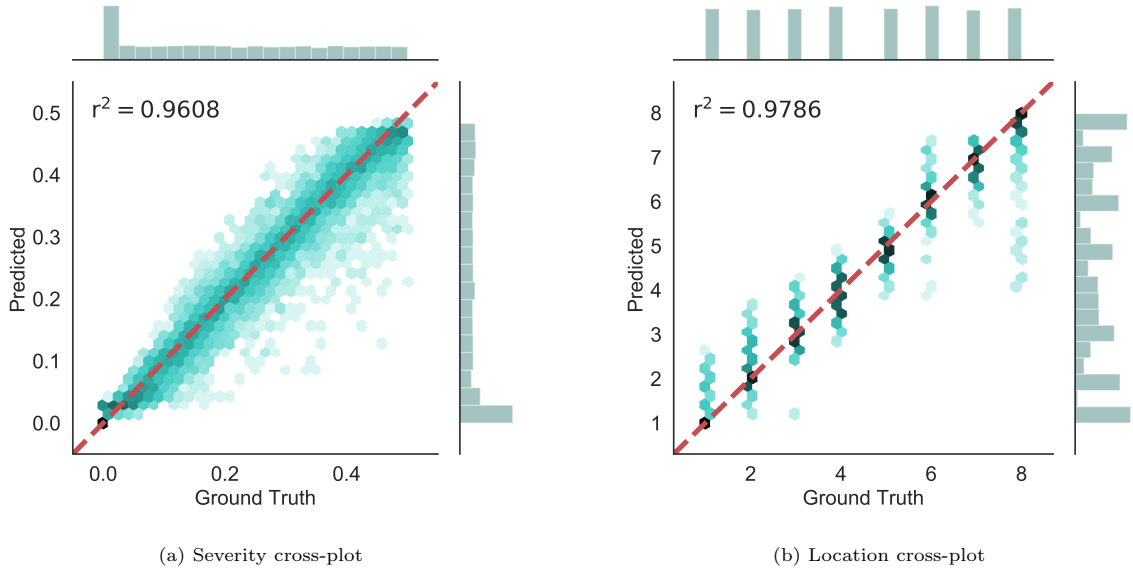 r² = 0.9608
0.5
0.4
0.3
0.2
0.1
0.0
Predicted
0.0 0.2 0.4
Ground Truth
(a) Severity cross-plot
r² = 0.9786
8
7
6
5
4
3
2
1
Predicted
2 4 6 8
Ground Truth
(b) Location cross-plot